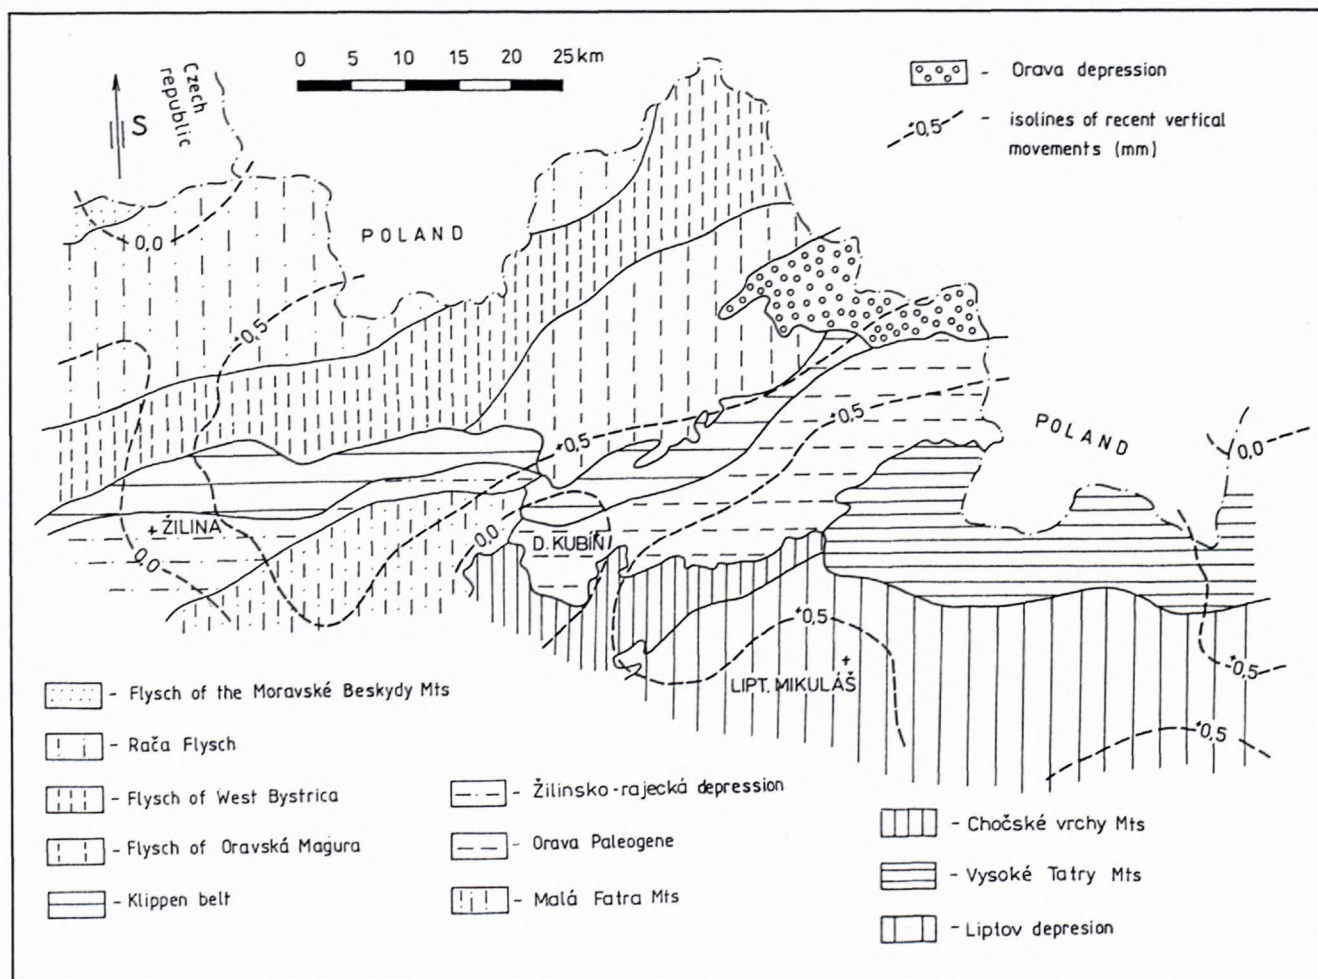 0 5 10 15 20 25 km
Orava depression
+0,5 - isolines of recent vertical
movements (mm)
Czech
republic
S
POLAND
0,0
+0,5
+0,5
+0,5
POLAND
0,0
ŽILINA
0,0
0,0
D. KUBÍN
+0,5
+0,5
LIPT. MIKULÁŠ
+0,5
- Flysch of the Moravské Beskydy Mts
- Rača Flysch
- Flysch of West Bystrica
- Flysch of Oravská Magura
- Klippen belt
- Žilinsko-rajecká depression
- Orava Paleogene
- Malá Fatra Mts
- Chočské vrchy Mts
- Vysoké Tatry Mts
- Liptov depresion